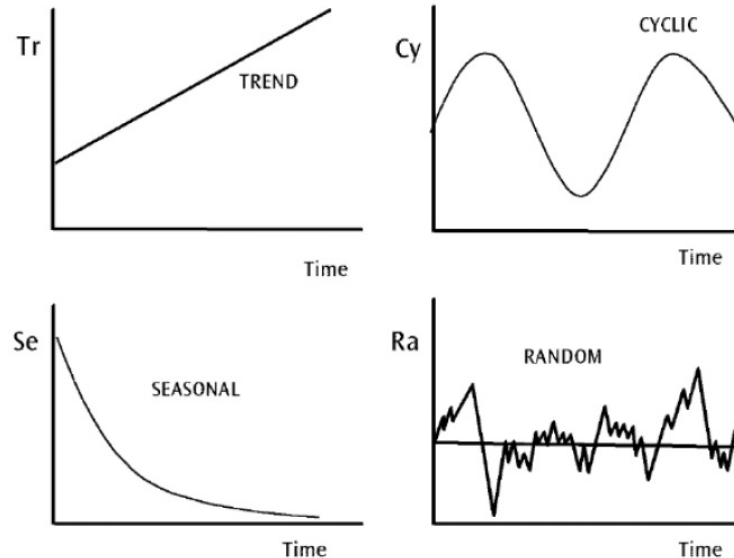 Tr
TREND
Time
Cy
CYCLIC
Time
Se
SEASONAL
Time
Ra
RANDOM
Time